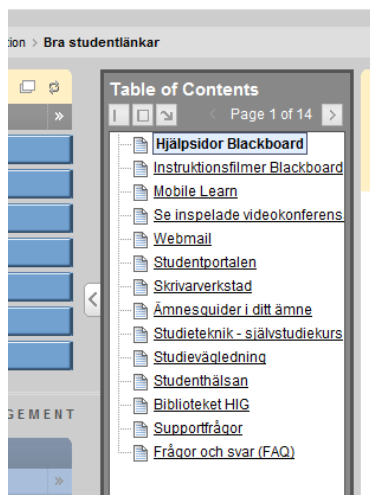 tion > Bra studentlänkar
Table of Contents
Page 1 of 14
Hjälpsidor Blackboard
Instruktionsfilmer Blackboard
Mobile Learn
Se inspelade videokonferens
Webmail
Studentportalen
Skrivarverkstad
Ämnesguider i ditt ämne
Studieteknik - självstudiekurs
Studievägledning
Studenthälsan
Biblioteket HIG
Supportfrågor
Frågor och svar (FAQ)
GEMENT